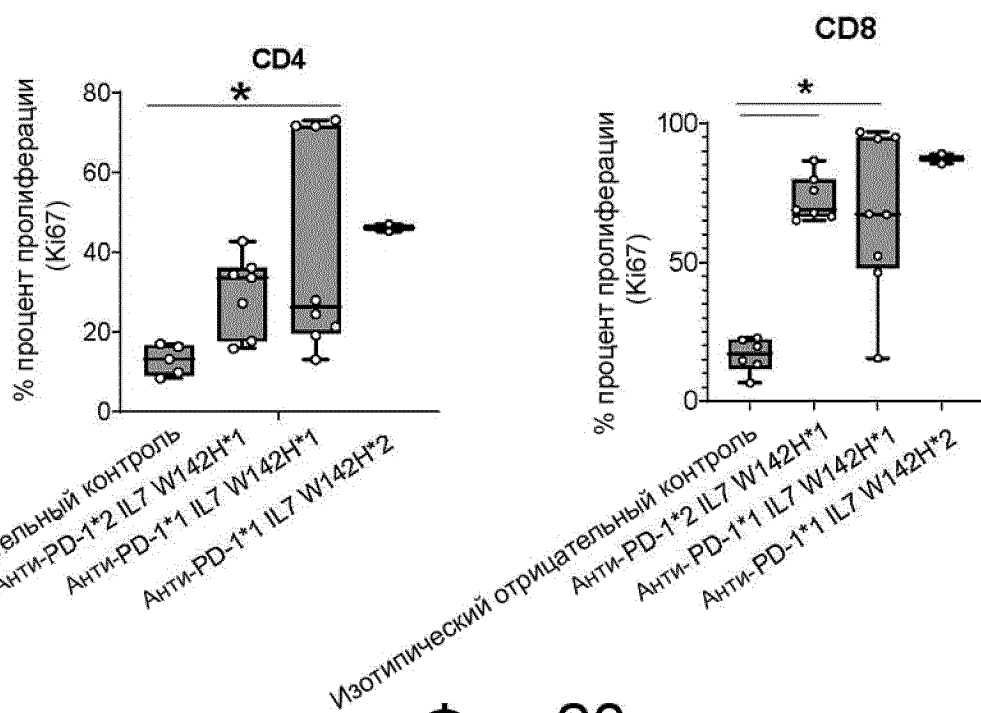 CD4
*
% процент пролиферации
(Ki67)
80
60
40
20
0
контроль
Анти-PD-1*2 IL7 W142H*1
Анти-PD-1*1 IL7 W142H*1
Анти-PD-1*1 IL7 W142H*2
CD8
*
% процент пролиферации
(Ki67)
100
50
0
Изотипический отрицательный контроль
Анти-PD-1*2 IL7 W142H*1
Анти-PD-1*1 IL7 W142H*1
Анти-PD-1*1 IL7 W142H*2